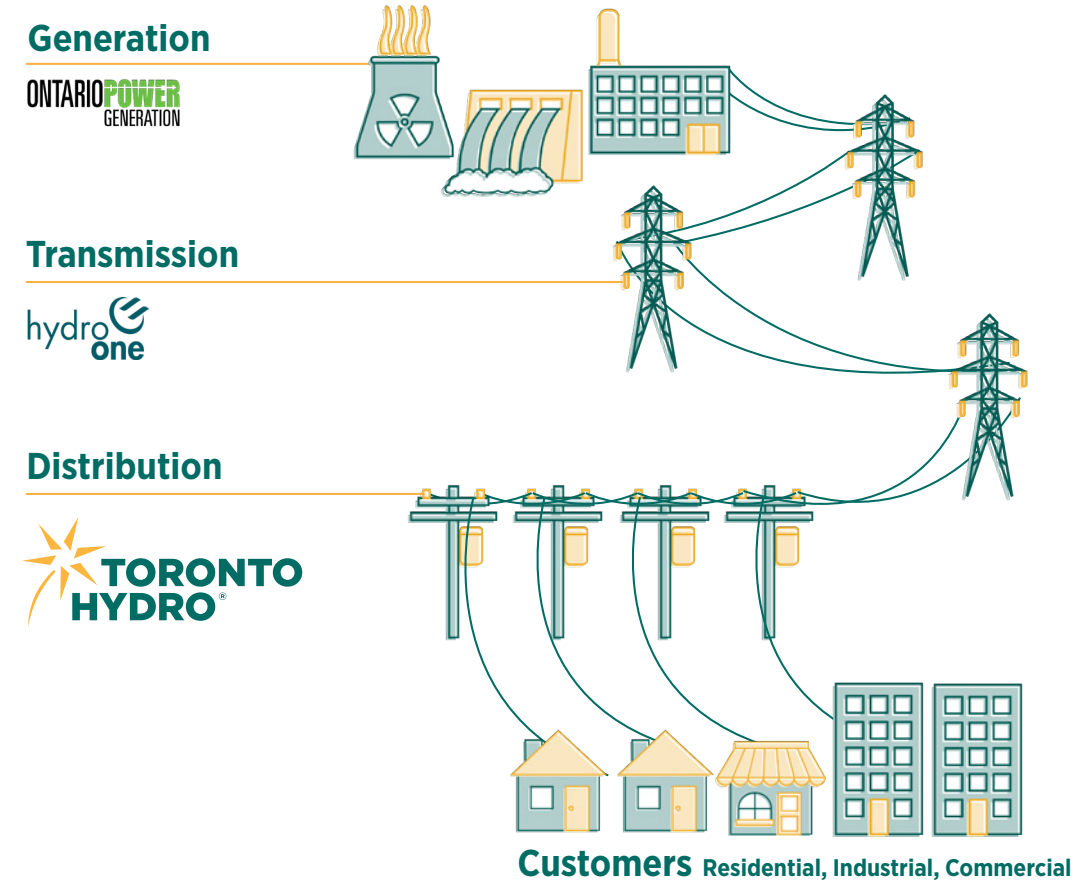 Generation
ONTARIOPOWER
GENERATION
Transmission
hydro
one
Distribution
TORONTO
HYDRO®
Customers Residential, Industrial, Commercial